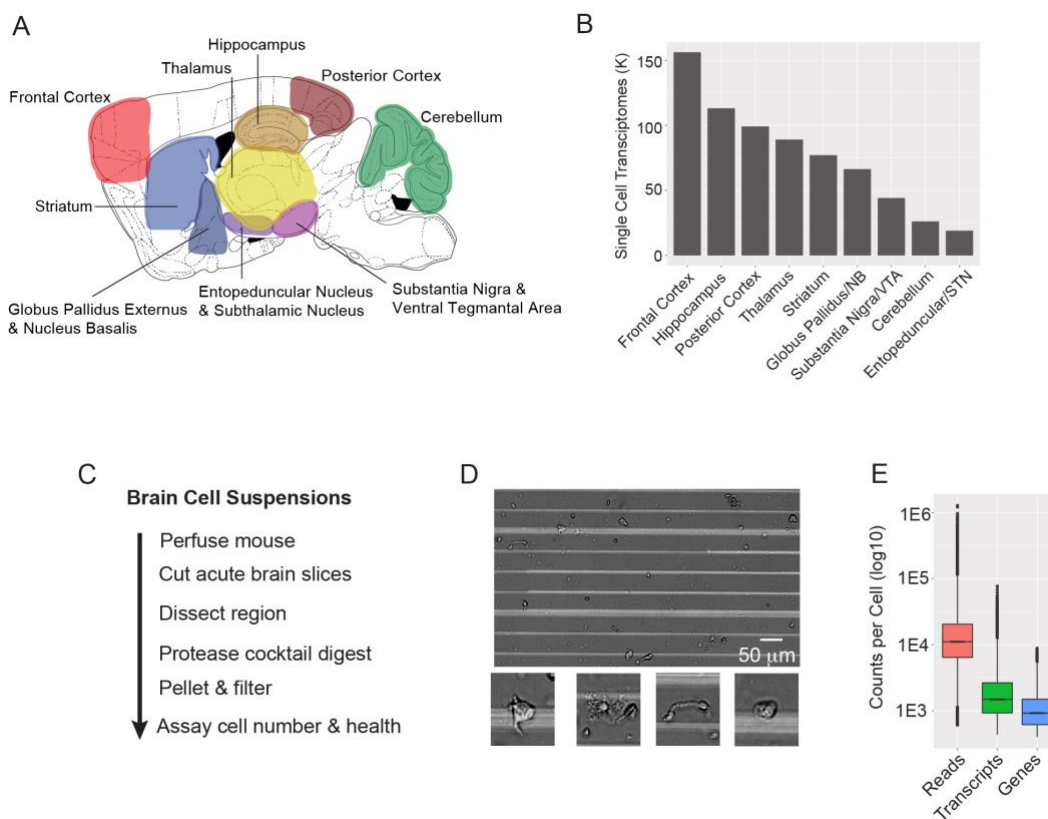 A
Hippocampus
Thalamus
Posterior Cortex
Frontal Cortex
Cerebellum
Striatum
Globus Pallidus Externus
& Nucleus Basalis
Entopeduncular Nucleus
& Subthalamic Nucleus
Substantia Nigra &
Ventral Tegmantal Area
B
Single Cell Transciptomes (K)
150
100
50
0
Frontal Cortex
Hippocampus
Posterior Cortex
Thalamus
Striatum
Globus Pallidus/NB
Substantia Nigra/VTA
Cerebellum
Entopeduncular/STN
C
Brain Cell Suspensions
Perfuse mouse
Cut acute brain slices
Dissect region
Protease cocktail digest
Pellet & filter
Assay cell number & health
D
50 μm
E
Counts per Cell (log10)
1E6
1E5
1E4
1E3
Reads
Transcripts
Genes